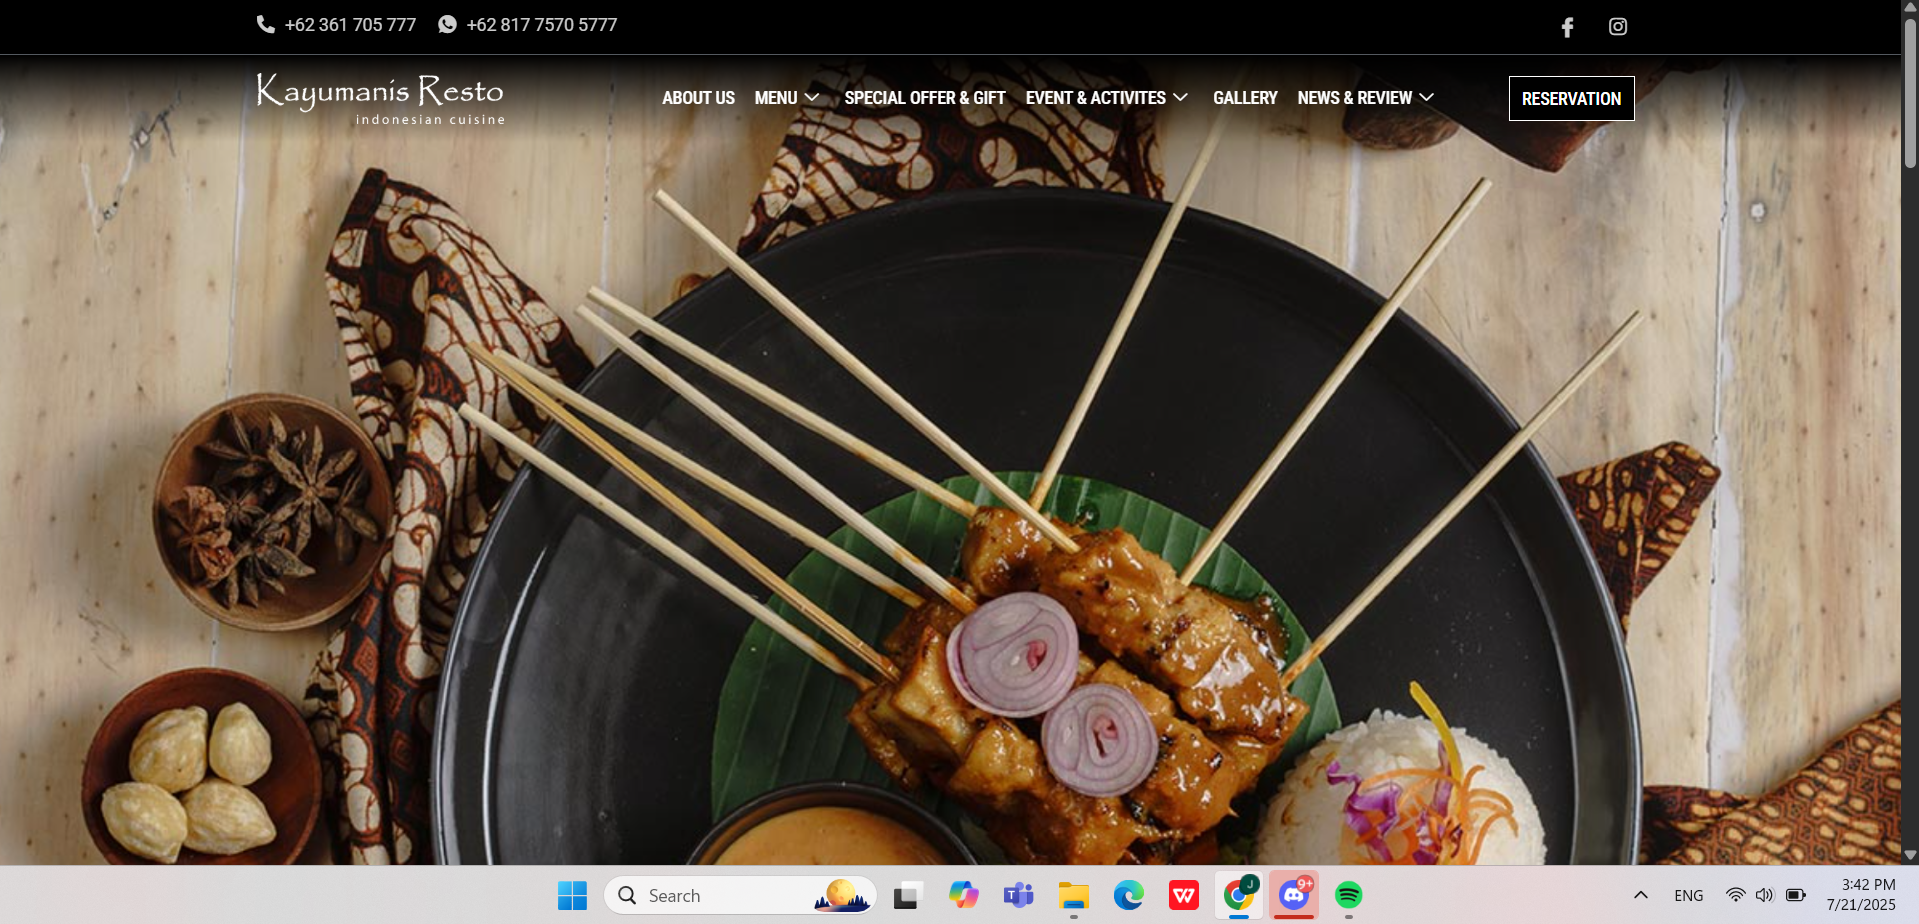 +62 361 705 777 +62 817 7570 5777
Kayumanis Resto
indonesian cuisine
ABOUT US MENU SPECIAL OFFER & GIFT EVENT & ACTIVITES GALLERY NEWS & REVIEW RESERVATION
Search
T
W
J
9+
ENG
3:42 PM
7/21/2025